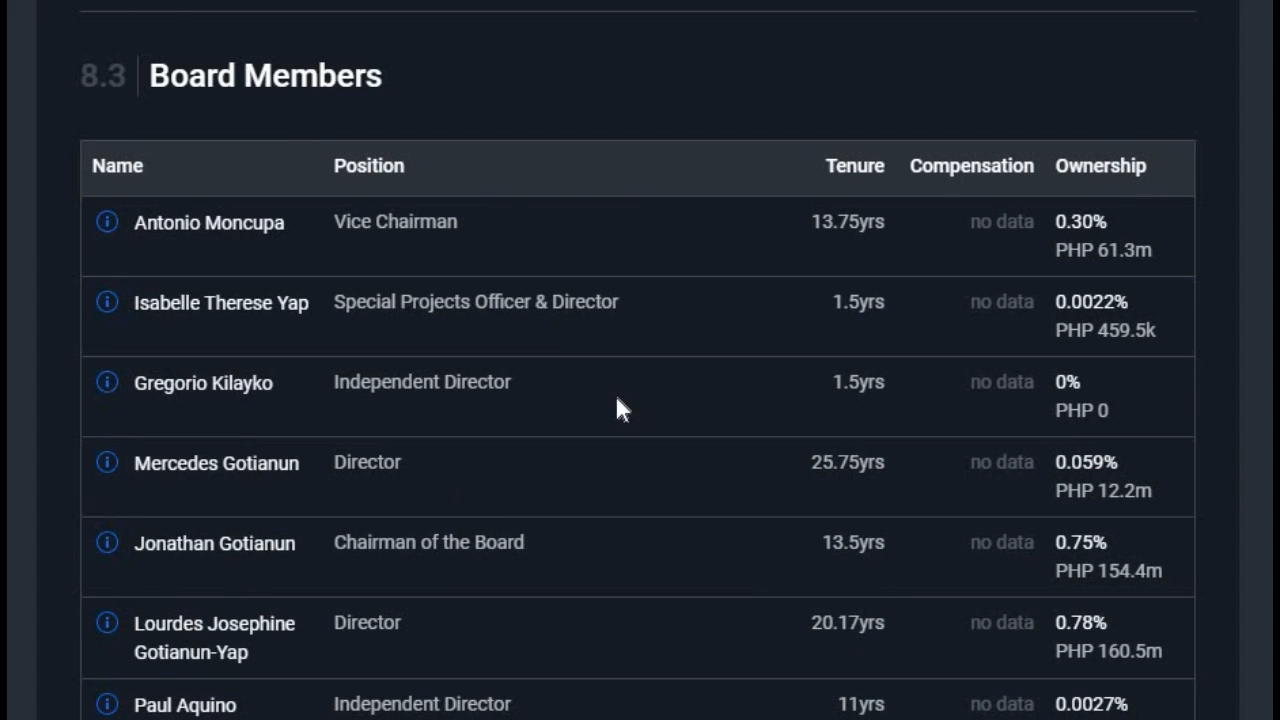 8.3 Board Members
Name Position Tenure Compensation Ownership
Antonio Moncupa Vice Chairman 13.75yrs no data 0.30%
PHP 61.3m
Isabelle Therese Yap Special Projects Officer & Director 1.5yrs no data 0.0022%
PHP 459.5k
Gregorio Kilayko Independent Director 1.5yrs no data 0%
PHP 0
Mercedes Gotianun Director 25.75yrs no data 0.059%
PHP 12.2m
Jonathan Gotianun Chairman of the Board 13.5yrs no data 0.75%
PHP 154.4m
Lourdes Josephine Director 20.17yrs no data 0.78%
Gotianun-Yap PHP 160.5m
Paul Aquino Independent Director 11yrs no data 0.0027%